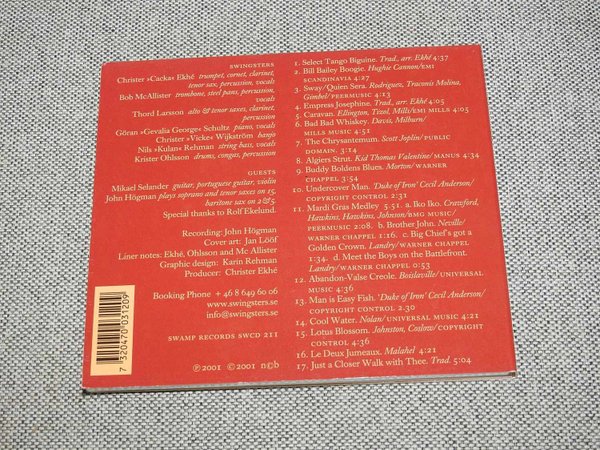 SWINGSTERS
Christer »Cacka« Ekhé trumpet, cornet, clarinet,
tenor sax, percussion, vocals
Bob McAllister trombone, steel pans, percussion,
vocals
Thord Larsson alto & tenor saxes, clarinet,
percussion
Göran »Gevalia George« Schultz piano, vocals
Christer »Vicke« Wijkström banjo
Nils »Kulan« Rehman string bass, vocals
Krister Ohlsson drums, congas, percussion
GUESTS
Mikael Selander guitar, portuguese guitar, violin
John Högman plays soprano and tenor saxes on 15,
baritone sax on 2 & 5
Special thanks to Rolf Ekelund.
Recording: John Högman
Cover art: Jan Lööf
Liner notes: Ekhé, Ohlsson and Mc Allister
Graphic design: Karin Rehman
Producer: Christer Ekhé
Booking Phone +46 8 649 60 06
www.swingsters.se
info@swingsters.se
SWAMP RECORDS SWCD 211
7 320470 031209
℗2001 ©2001 n©b
1. Select Tango Biguine. Trad., arr. Ekhé 4:37
2. Bill Bailey Boogie. Hughie Cannon/EMI
SCANDINAVIA 4:27
3. Sway/Quien Sera. Rodriguez, Traconis Molina,
Gimbel/PEERMUSIC 4:13
4. Empress Josephine. Trad., arr. Ekhé 4:05
5. Caravan. Ellington, Tizol, Mills/EMI MILLS 4:05
6. Bad Bad Whiskey. Davis, Milburn/
MILLS MUSIC 4:51
7. The Chrysantemum. Scott Joplin/PUBLIC
DOMAIN. 3:14
8. Algiers Strut. Kid Thomas Valentine/MANUS 4:34
9. Buddy Boldens Blues. Morton/WARNER
CHAPPEL 3:54
10. Undercover Man. 'Duke of Iron' Cecil Anderson/
COPYRIGHT CONTROL 2:31
11. Mardi Gras Medley 5:51. a. Iko Iko. Crawford,
Hawkins, Hawkins, Johnson/BMG MUSIC/
PEERMUSIC 2:08. b. Brother John. Neville/
WARNER CHAPPEL 1:16. c. Big Chief's got a
Golden Crown. Landry/WARNER CHAPPEL
1:34. d. Meet the Boys on the Battlefront.
Landry/WARNER CHAPPEL 0:53
12. Abandon-Valse Creole. Boislavalle/UNIVERSAL
MUSIC 4:36
13. Man is Easy Fish. 'Duke of Iron' Cecil Anderson/
COPYRIGHT CONTROL 2.30
14. Cool Water. Nolan/UNIVERSAL MUSIC 4:21
15. Lotus Blossom. Johnston, Coslow/COPYRIGHT
CONTROL 4:36.
16. Le Deux Jumeaux. Malahel 4:21
17. Just a Closer Walk with Thee. Trad. 5:04